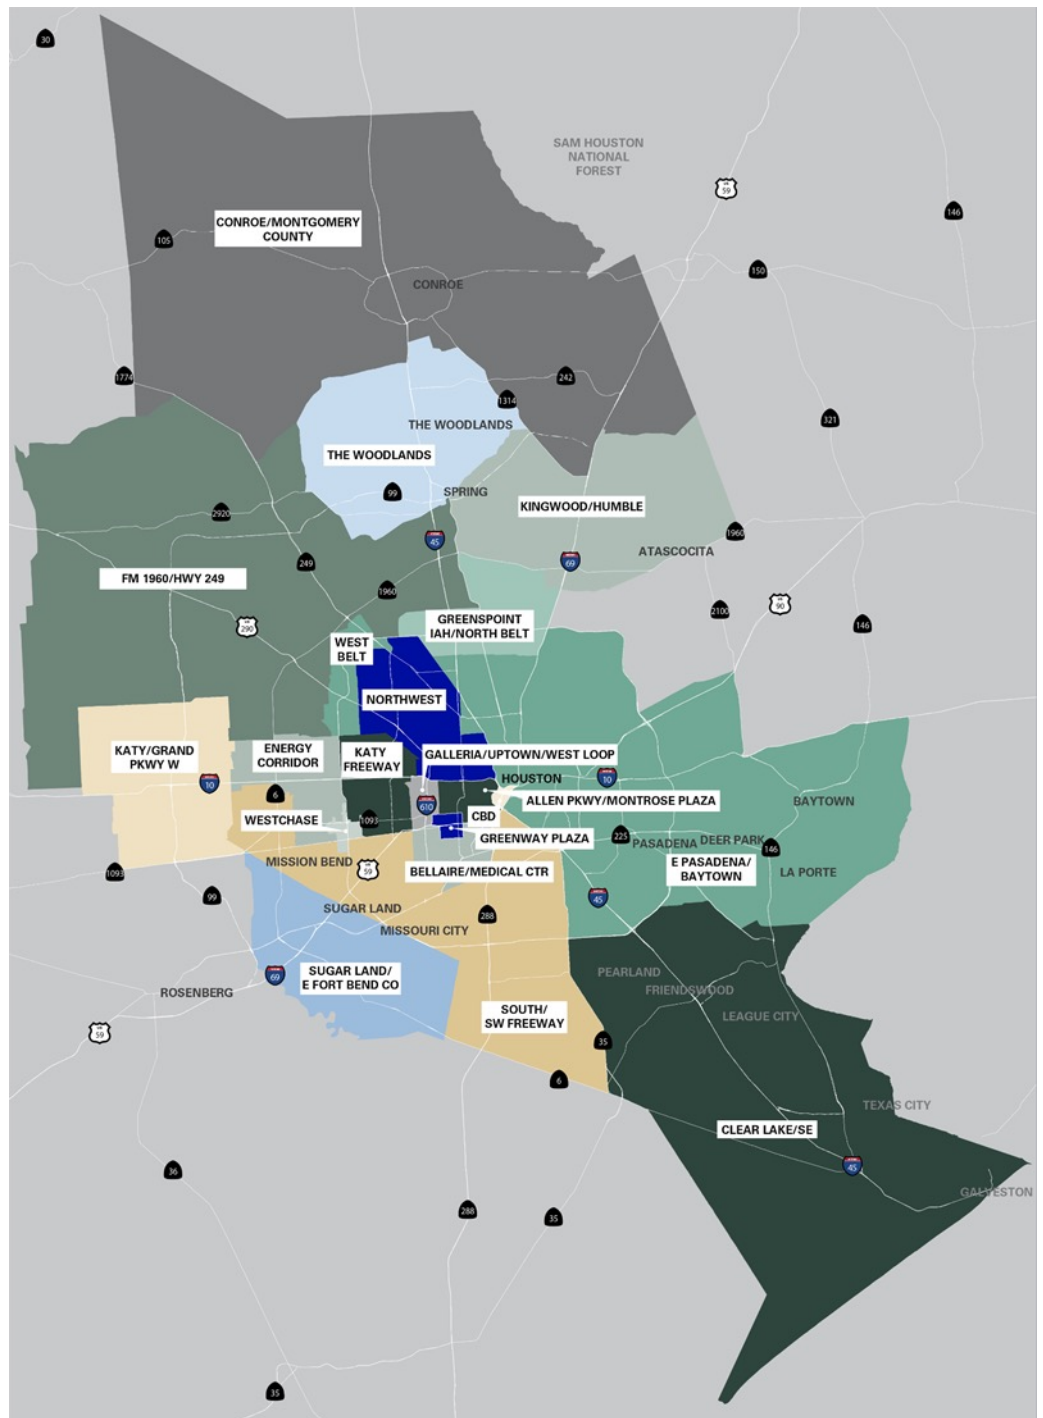 30
SAM HOUSTON
NATIONAL
FOREST
59
146
CONROE/MONTGOMERY
COUNTY
105
150
CONROE
1774
242
1314
321
THE WOODLANDS
THE WOODLANDS
99
SPRING
KINGWOOD/HUMBLE
2920
1960
45
ATASCOCITA
249
69
FM 1960/HWY 249
1960
90
2100
146
290
GREENSPOINT
IAH/NORTH BELT
WEST
BELT
NORTHWEST
KATY/GRAND
PKWY W
ENERGY
CORRIDOR
KATY
FREEWAY
GALLERIA/UPTOWN/WEST LOOP
HOUSTON
10
10
6
610
ALLEN PKWY/MONTROSE PLAZA
BAYTOWN
WESTCHASE
1093
CBD
GREENWAY PLAZA
225
PASADENA
DEER PARK
146
MISSION BEND
59
BELLAIRE/MEDICAL CTR
E PASADENA/
BAYTOWN
LA PORTE
1093
99
45
SUGAR LAND
288
MISSOURI CITY
69
SUGAR LAND/
E FORT BEND CO
PEARLAND
FRIENDSWOOD
ROSENBERG
LEAGUE CITY
59
SOUTH/
SW FREEWAY
35
6
TEXAS CITY
CLEAR LAKE/SE
36
45
GALVESTON
288
35
35